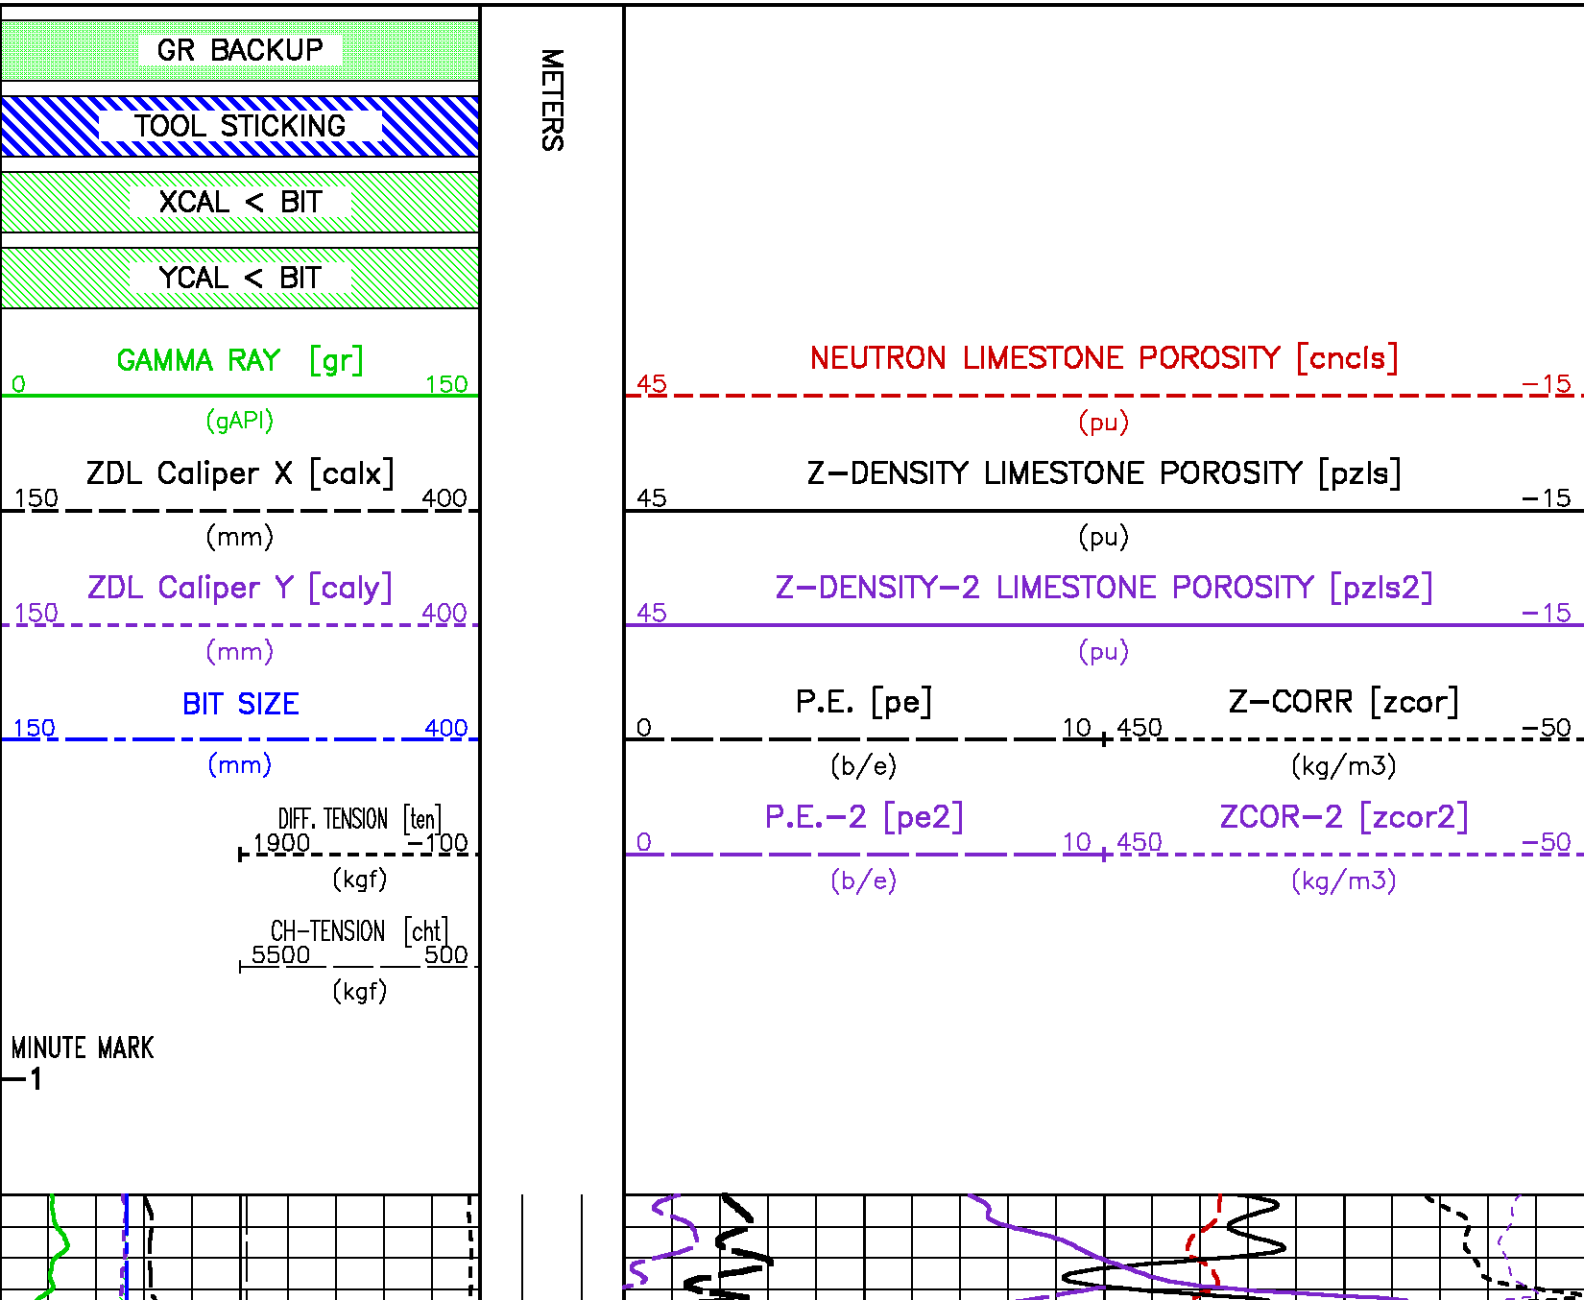 GR BACKUP
TOOL STICKING
XCAL < BIT
YCAL < BIT
GAMMA RAY [gr]
0 150
(gAPI)
ZDL Caliper X [calx]
150 400
(mm)
ZDL Caliper Y [caly]
150 400
(mm)
BIT SIZE
150 400
(mm)
DIFF. TENSION [ten]
1900 -100
(kgf)
CH-TENSION [cht]
5500 500
(kgf)
MINUTE MARK
1
METERS
NEUTRON LIMESTONE POROSITY [cncls]
45 -15
(pu)
Z-DENSITY LIMESTONE POROSITY [pzls]
45 -15
(pu)
Z-DENSITY-2 LIMESTONE POROSITY [pzls2]
45 -15
(pu)
P.E. [pe] Z-CORR [zcor]
0 10 450 -50
(b/e) (kg/m3)
P.E.-2 [pe2] ZCOR-2 [zcor2]
0 10 450 -50
(b/e) (kg/m3)